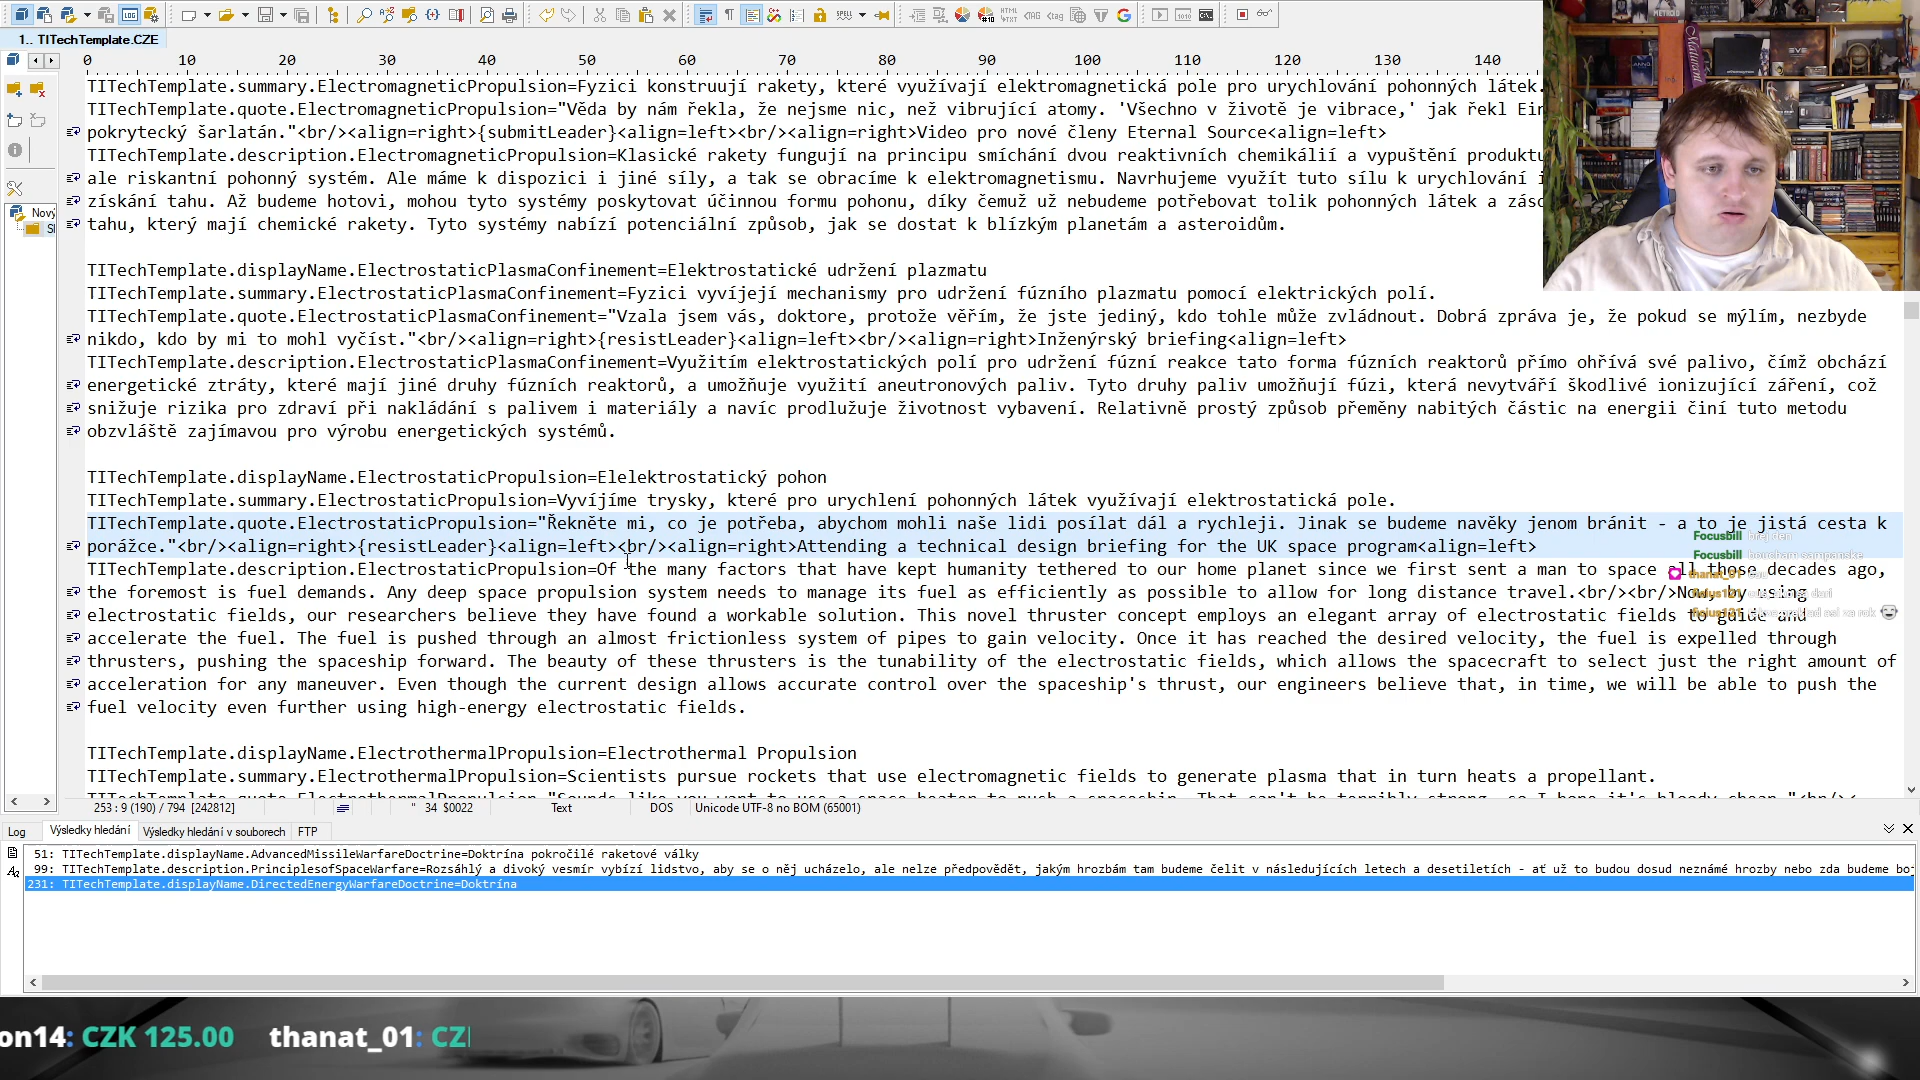 1.. TITechTemplate.CZE
0 10 20 30 40 50 60 70 80 90 100 110 120 130 140
TITechTemplate.summary.ElectromagneticPropulsion=Fyzici konstruují rakety, které využívají elektromagnetická pole pro urychlování pohonných látek.
TITechTemplate.quote.ElectromagneticPropulsion="Věda by nám řekla, že nejsme nic, než vibrující atomy. 'Všechno v životě je vibrace,' jak řekl Ein
pokrytecký šarlatán."<br/><align=right>{submitLeader}<align=left><br/><align=right>Video pro nové členy Eternal Source<align=left>
TITechTemplate.description.ElectromagneticPropulsion=Klasické rakety fungují na principu smíchání dvou reaktivních chemikálií a vypuštění produktu
ale riskantní pohonný systém. Ale máme k dispozici i jiné síly, a tak se obracíme k elektromagnetismu. Navrhujeme využít tuto sílu k urychlování i
získání tahu. Až budeme hotovi, mohou tyto systémy poskytovat účinnou formu pohonu, díky čemuž už nebudeme potřebovat tolik pohonných látek a záso
tahu, který mají chemické rakety. Tyto systémy nabízí potenciální způsob, jak se dostat k blízkým planetám a asteroidům.
TITechTemplate.displayName.ElectrostaticPlasmaConfinement=Elektrostatické udržení plazmatu
TITechTemplate.summary.ElectrostaticPlasmaConfinement=Fyzici vyvíjejí mechanismy pro udržení fúzního plazmatu pomocí elektrických polí.
TITechTemplate.quote.ElectrostaticPlasmaConfinement="Vzala jsem vás, doktore, protože věřím, že jste jediný, kdo tohle může zvládnout. Dobrá zpráva je, že pokud se mýlím, nezbyde
nikdo, kdo by mi to mohl vyčíst."<br/><align=right>{resistLeader}<align=left><br/><align=right>Inženýrský briefing<align=left>
TITechTemplate.description.ElectrostaticPlasmaConfinement=Využitím elektrostatických polí pro udržení fúzní reakce tato forma fúzních reaktorů přímo ohřívá své palivo, čímž obchází
energetické ztráty, které mají jiné druhy fúzních reaktorů, a umožňuje využití aneutronových paliv. Tyto druhy paliv umožňují fúzi, která nevytváří škodlivé ionizující záření, což
snižuje rizika pro zdraví při nakládání s palivem i materiály a navíc prodlužuje životnost vybavení. Relativně prostý způsob přeměny nabitých částic na energii činí tuto metodu
obzvláště zajímavou pro výrobu energetických systémů.
TITechTemplate.displayName.ElectrostaticPropulsion=Elelektrostatický pohon
TITechTemplate.summary.ElectrostaticPropulsion=Vyvíjíme trysky, které pro urychlení pohonných látek využívají elektrostatická pole.
TITechTemplate.quote.ElectrostaticPropulsion="Řekněte mi, co je potřeba, abychom mohli naše lidi posílat dál a rychleji. Jinak se budeme navěky jenom bránit - a to je jistá cesta k
porážce."<br/><align=right>{resistLeader}<align=left><br/><align=right>Attending a technical design briefing for the UK space program<align=left>
TITechTemplate.description.ElectrostaticPropulsion=Of the many factors that have kept humanity tethered to our home planet since we first sent a man to space all those decades ago,
the foremost is fuel demands. Any deep space propulsion system needs to manage its fuel as efficiently as possible to allow for long distance travel.<br/><br/>Now, by using
electrostatic fields, our researchers believe they have found a workable solution. This novel thruster concept employs an elegant array of electrostatic fields to guide and
accelerate the fuel. The fuel is pushed through an almost frictionless system of pipes to gain velocity. Once it has reached the desired velocity, the fuel is expelled through
thrusters, pushing the spaceship forward. The beauty of these thrusters is the tunability of the electrostatic fields, which allows the spacecraft to select just the right amount of
acceleration for any maneuver. Even though the current design allows accurate control over the spaceship's thrust, our engineers believe that, in time, we will be able to push the
fuel velocity even further using high-energy electrostatic fields.
TITechTemplate.displayName.ElectrothermalPropulsion=Electrothermal Propulsion
TITechTemplate.summary.ElectrothermalPropulsion=Scientists pursue rockets that use electromagnetic fields to generate plasma that in turn heats a propellant.
Focusbill
Focusbill
thanat_01
Nový
253 : 9 (190) / 794 [242812] " 34 $0022 Text DOS Unicode UTF-8 no BOM (65001)
Log Výsledky hledání Výsledky hledání v souborech FTP
51: TITechTemplate.displayName.AdvancedMissileWarfareDoctrine=Doktrína pokročilé raketové války
99: TITechTemplate.description.PrinciplesofSpaceWarfare=Rozsáhlý a divoký vesmír vybízí lidstvo, aby se o něj ucházelo, ale nelze předpovědět, jakým hrozbám tam budeme čelit v následujících letech a desetiletích - ať už to budou dosud neznámé hrozby nebo zda budeme bo
231: TITechTemplate.displayName.DirectedEnergyWarfareDoctrine=Doktrína
on14: CZK 125.00 thanat_01: CZ